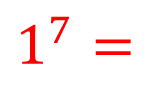 1⁷ =